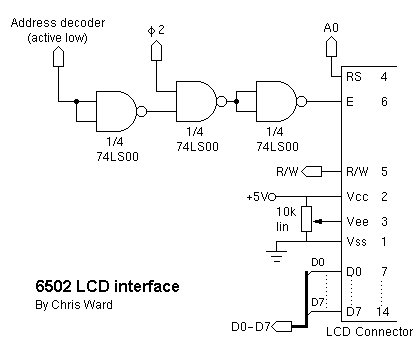 Address decoder
(active low)
ϕ2
A0
RS 4
E 6
1/4
74LS00
1/4
74LS00
1/4
74LS00
R/W
R/W 5
+5V
Vcc 2
10k
lin
Vee 3
Vss 1
6502 LCD interface
By Chris Ward
D0
D0 7
D7
D7 14
D0-D7
LCD Connector